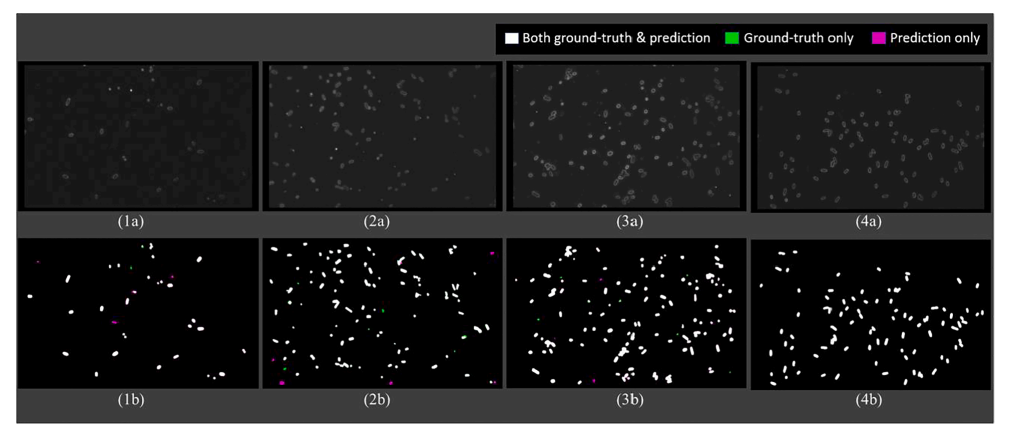 Both ground-truth & prediction Ground-truth only Prediction only
(1a) (2a) (3a) (4a)
(1b) (2b) (3b) (4b)